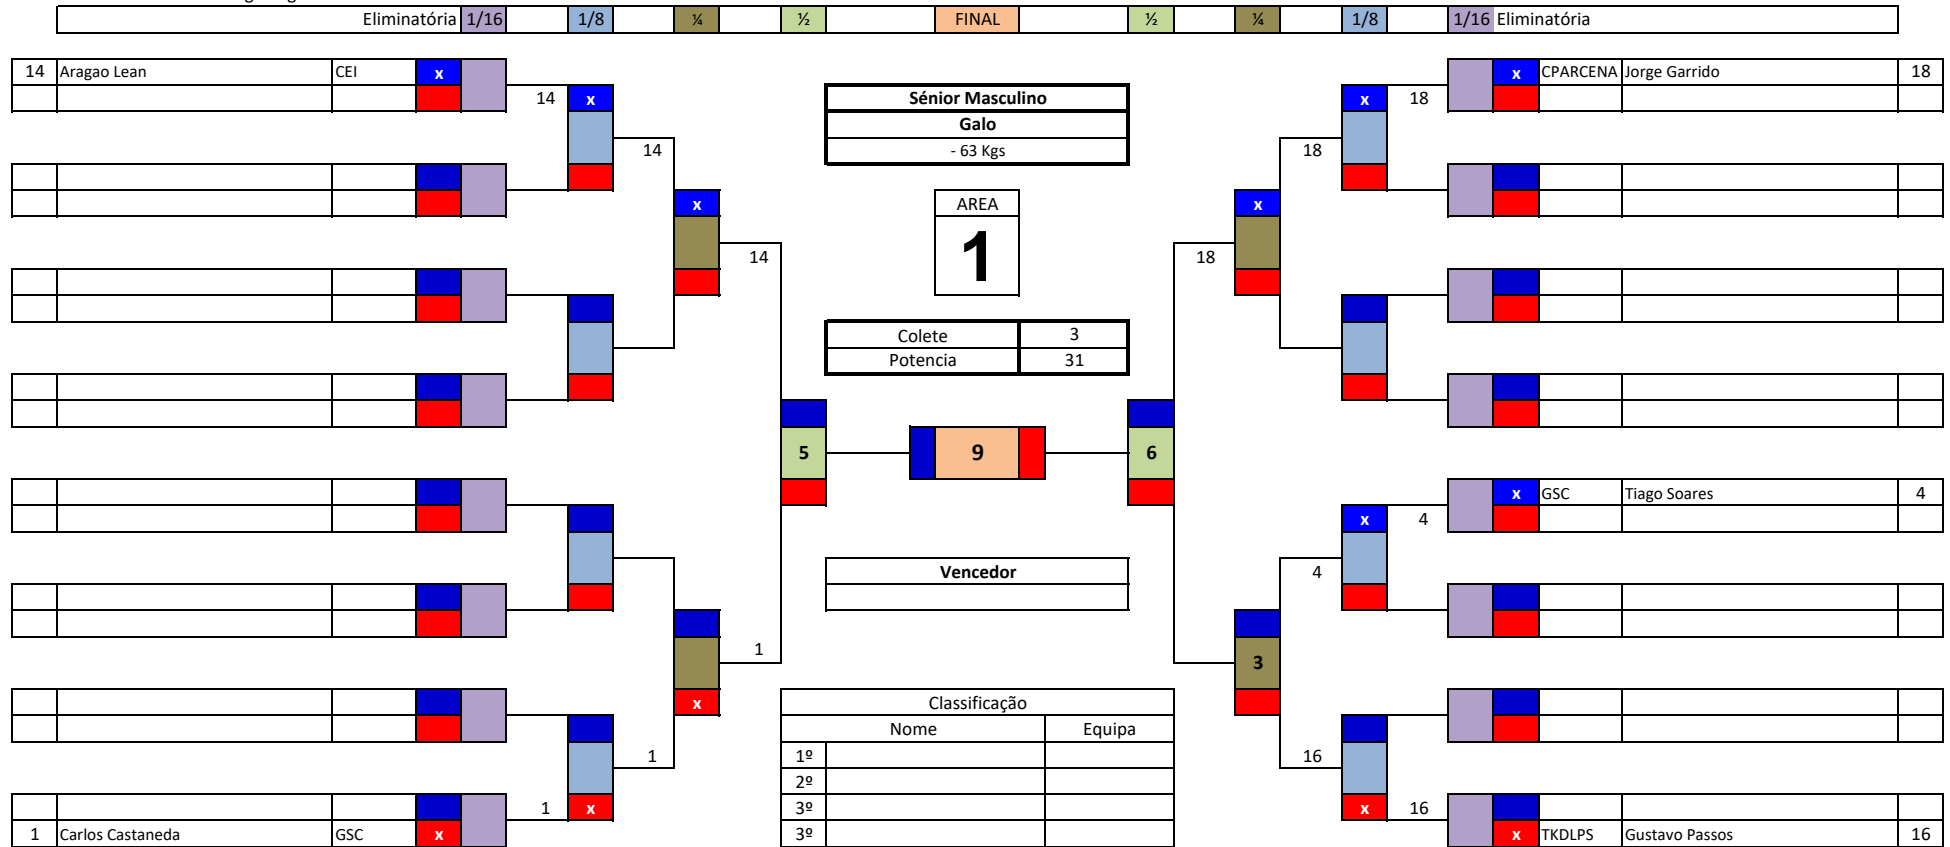 Eliminatória 1/16 1/8 ¼ ½ FINAL ½ ¼ 1/8 1/16 Eliminatória
14 Aragao Lean CEI x x CPARCENA Jorge Garrido 18
14 x Sénior Masculino x 18
Galo
14 - 63 Kgs 18
x AREA x
1
14 18
Colete 3
Potencia 31
5 9 6
x GSC Tiago Soares 4
x 4
Vencedor
4
1 3
x Classificação
Nome Equipa
1 1º 16
2º
1 x 3º x 16
1 Carlos Castaneda GSC x 3º x TKDLPS Gustavo Passos 16